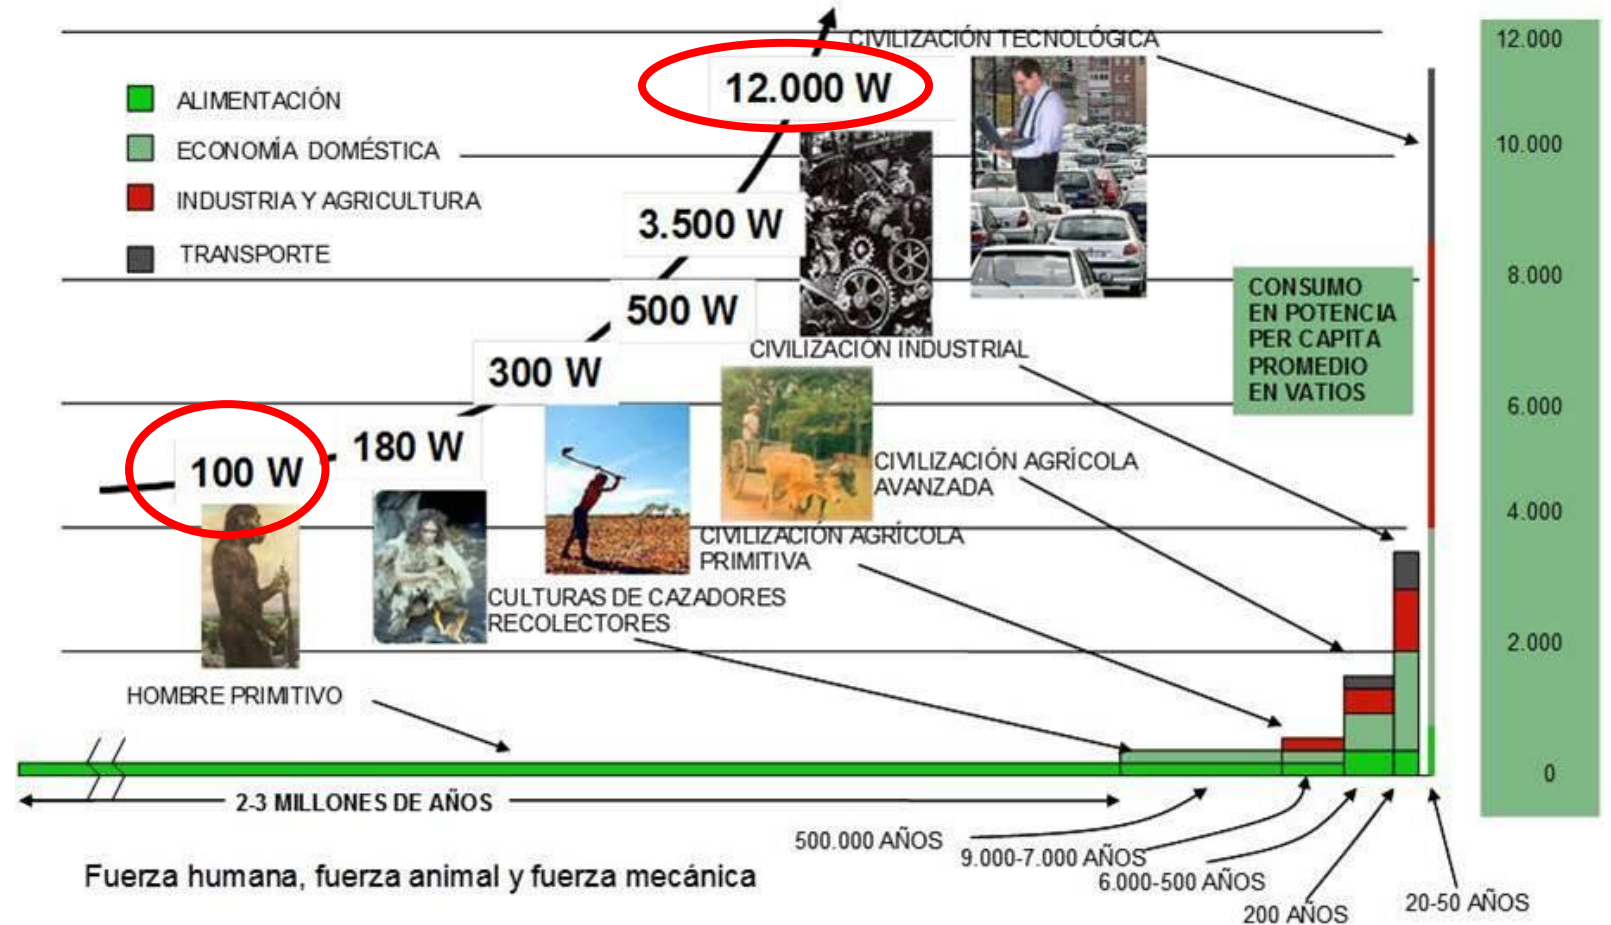 CIVILIZACIÓN TECNOLÓGICA
12.000
12.000 W
ALIMENTACIÓN
ECONOMÍA DOMÉSTICA
10.000
INDUSTRIA Y AGRICULTURA
3.500 W
TRANSPORTE
8.000
CONSUMO
EN POTENCIA
PER CAPITA
PROMEDIO
EN VATIOS
500 W
CIVILIZACIÓN INDUSTRIAL
300 W
6.000
180 W
100 W
CIVILIZACIÓN AGRÍCOLA
AVANZADA
4.000
CIVILIZACIÓN AGRÍCOLA
PRIMITIVA
CULTURAS DE CAZADORES
RECOLECTORES
2.000
HOMBRE PRIMITIVO
0
2-3 MILLONES DE AÑOS
500.000 AÑOS
9.000-7.000 AÑOS
6.000-500 AÑOS
200 AÑOS
20-50 AÑOS
Fuerza humana, fuerza animal y fuerza mecánica